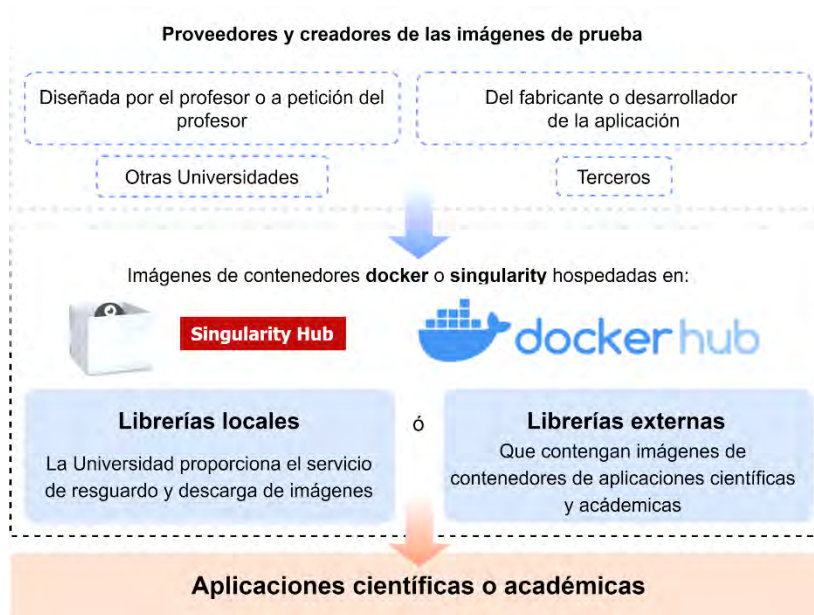 Proveedores y creadores de las imágenes de prueba
Diseñada por el profesor o a petición del
profesor
Del fabricante o desarrollador
de la aplicación
Otras Universidades
Terceros
Imágenes de contenedores docker o singularity hospedadas en:
Singularity Hub
dockerhub
Librerías locales
La Universidad proporciona el servicio
de resguardo y descarga de imágenes
ó
Librerías externas
Que contengan imágenes de
contenedores de aplicaciones científicas
y acádemicas
Aplicaciones científicas o académicas